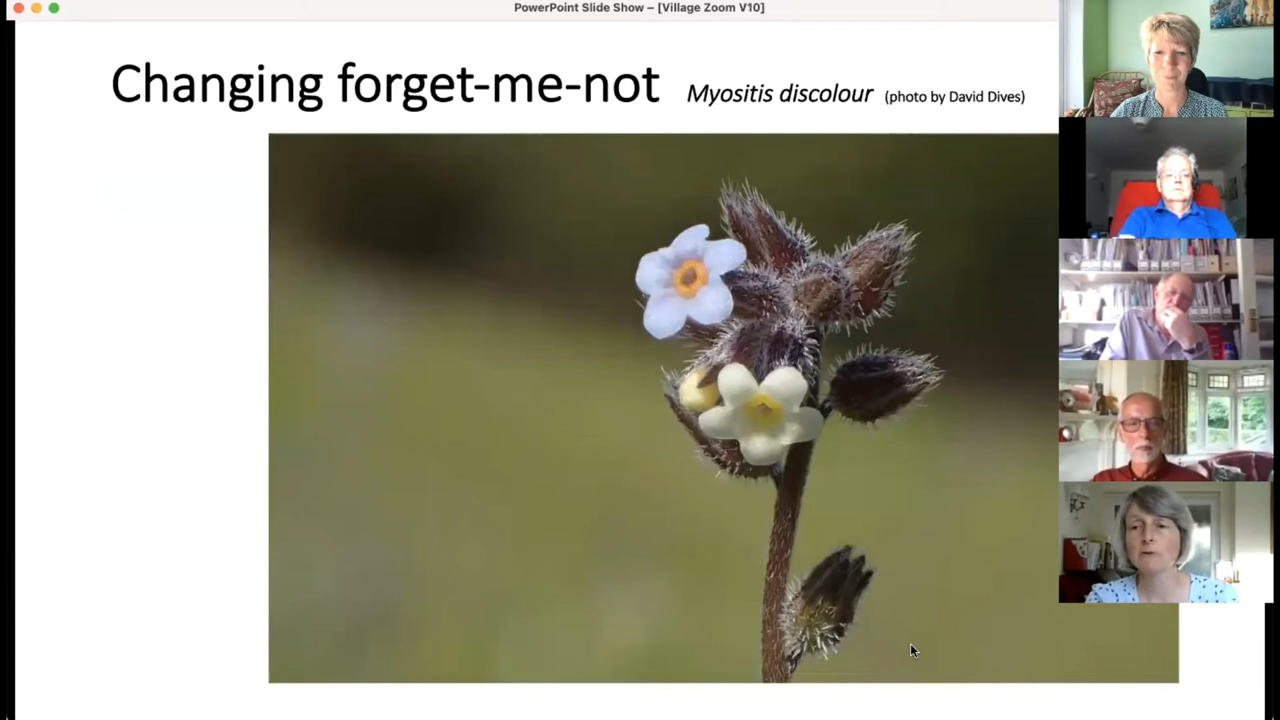 PowerPoint Slide Show – [Village Zoom V10]
Changing forget-me-not Myositis discolour (photo by David Dives)